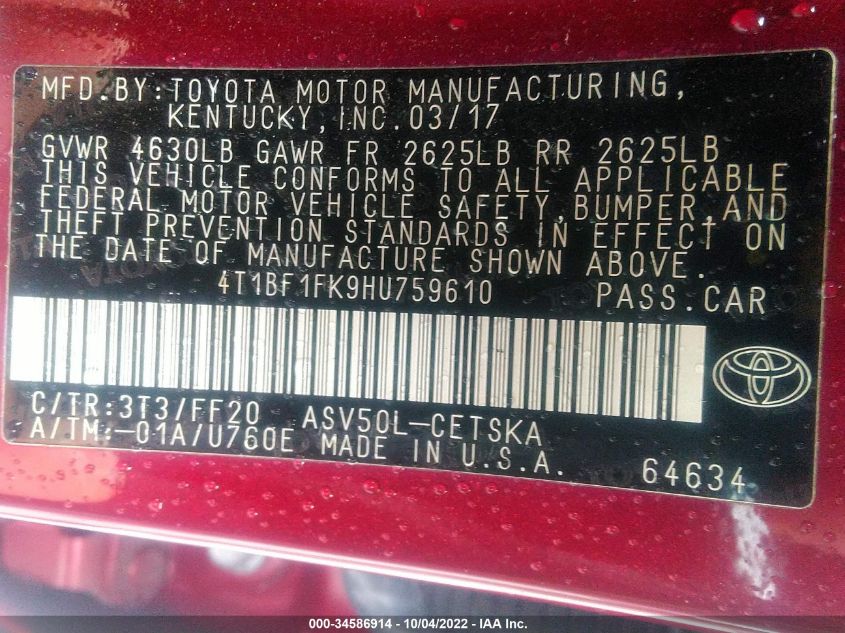 MFD.BY:TOYOTA MOTOR MANUFACTURING,
KENTUCKY,INC.03/17
GVWR 4630LB GAWR FR 2625LB RR 2625LB
THIS VEHICLE CONFORMS TO ALL APPLICABLE
FEDERAL MOTOR VEHICLE SAFETY,BUMPER,AND
THEFT PREVENTION STANDARDS IN EFFECT ON
THE DATE OF MANUFACTURE SHOWN ABOVE.
4T1BF1FK9HU759610 PASS.CAR
C/TR:3T3/FF20 ASV50L-CETSKA
A/TM:-01A/U760E MADE IN U.S.A.
64634
000-34586914 - 10/04/2022 - IAA Inc.